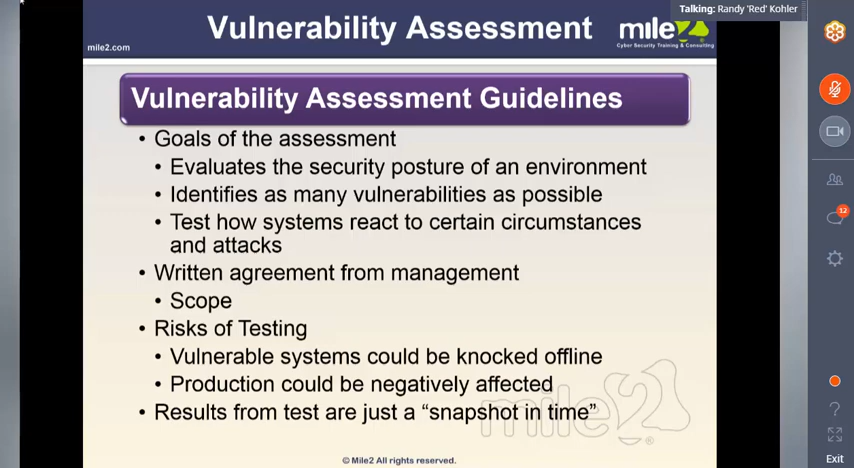 Talking: Randy 'Red' Kohler
Vulnerability Assessment
mile2
Cyber Security Training & Consulting
mile2.com
Vulnerability Assessment Guidelines
• Goals of the assessment
• Evaluates the security posture of an environment
• Identifies as many vulnerabilities as possible
• Test how systems react to certain circumstances
and attacks
• Written agreement from management
• Scope
• Risks of Testing
• Vulnerable systems could be knocked offline
• Production could be negatively affected
• Results from test are just a “snapshot in time”
mile2
®
© Mile2 All rights reserved.
12
?
Exit